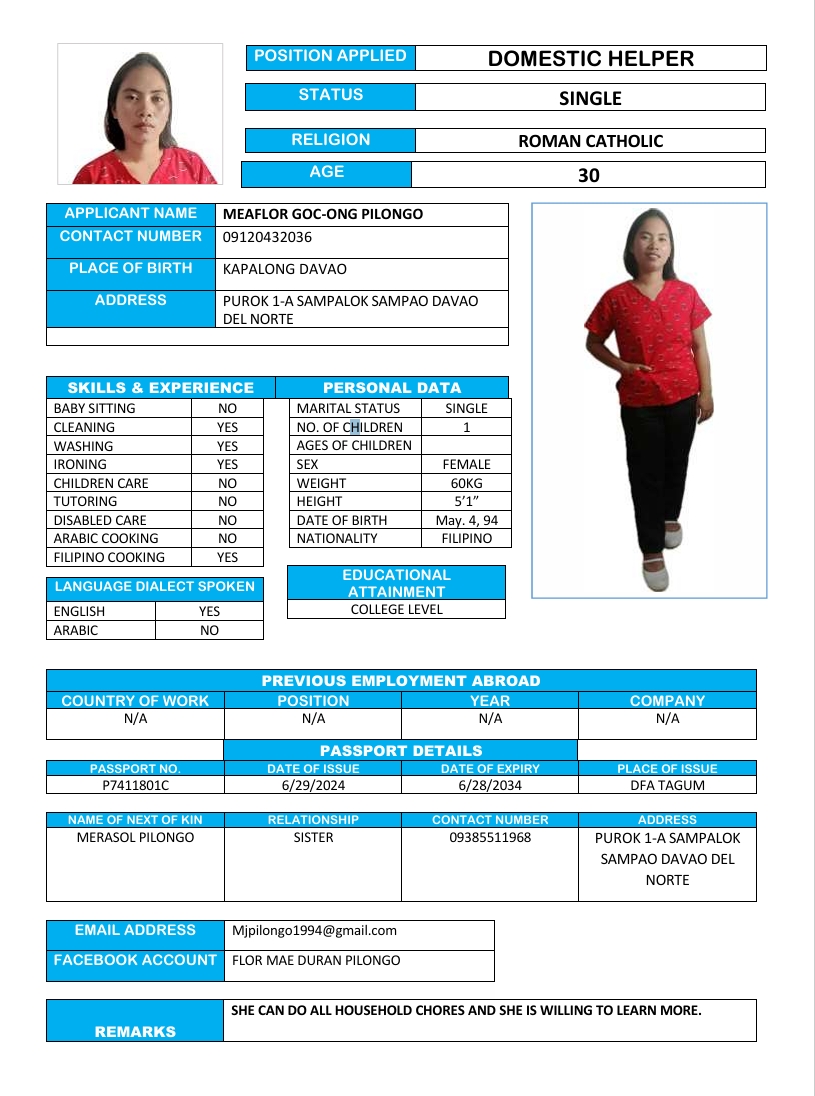 POSITION APPLIED DOMESTIC HELPER
STATUS SINGLE
RELIGION ROMAN CATHOLIC
AGE 30
APPLICANT NAME MEAFLOR GOC-ONG PILONGO
CONTACT NUMBER 09120432036
PLACE OF BIRTH KAPALONG DAVAO
ADDRESS PUROK 1-A SAMPALOK SAMPAO DAVAO
DEL NORTE
SKILLS & EXPERIENCE PERSONAL DATA
BABY SITTING NO MARITAL STATUS SINGLE
CLEANING YES NO. OF CHILDREN 1
WASHING YES AGES OF CHILDREN
IRONING YES SEX FEMALE
CHILDREN CARE NO WEIGHT 60KG
TUTORING NO HEIGHT 5’1”
DISABLED CARE NO DATE OF BIRTH May. 4, 94
ARABIC COOKING NO NATIONALITY FILIPINO
FILIPINO COOKING YES
LANGUAGE DIALECT SPOKEN
ENGLISH YES
ARABIC NO
EDUCATIONAL
ATTAINMENT
COLLEGE LEVEL
PREVIOUS EMPLOYMENT ABROAD
COUNTRY OF WORK POSITION YEAR COMPANY
N/A N/A N/A N/A
PASSPORT DETAILS
PASSPORT NO. DATE OF ISSUE DATE OF EXPIRY PLACE OF ISSUE
P7411801C 6/29/2024 6/28/2034 DFA TAGUM
NAME OF NEXT OF KIN RELATIONSHIP CONTACT NUMBER ADDRESS
MERASOL PILONGO SISTER 09385511968 PUROK 1-A SAMPALOK
SAMPAO DAVAO DEL
NORTE
EMAIL ADDRESS Mjpilongo1994@gmail.com
FACEBOOK ACCOUNT FLOR MAE DURAN PILONGO
REMARKS SHE CAN DO ALL HOUSEHOLD CHORES AND SHE IS WILLING TO LEARN MORE.